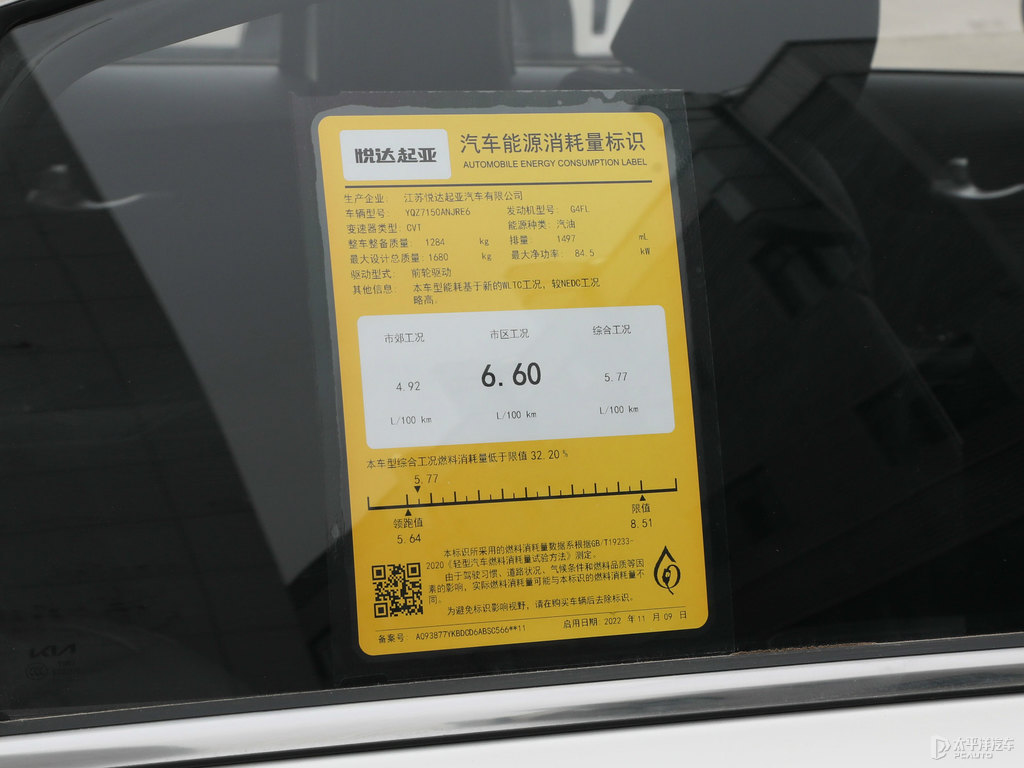 悦达起亚
汽车能源消耗量标识
AUTOMOBILE ENERGY CONSUMPTION LABEL
生产企业: 江苏悦达起亚汽车有限公司
车辆型号: YQZ7150ANJRE6 发动机型号: G4FL
变速器类型: CVT 能源种类: 汽油
整车整备质量: 1284 kg 排量: 1497 mL
最大设计总质量: 1680 kg 最大净功率: 84.5 kW
驱动型式: 前轮驱动
其他信息: 本车型能耗基于新的WLTC工况, 较NEDC工况
略高。
市郊工况 市区工况 综合工况
4.92 6.60 5.77
L/100 km L/100 km L/100 km
本车型综合工况燃料消耗量低于限值 32.20 %
5.77
领跑值 限值
5.64 8.51
本标识所采用的燃料消耗量数据系根据GB/T19233-
2020《轻型汽车燃料消耗量试验方法》测定。
由于驾驶习惯、道路状况、气候条件和燃料品质等因
素的影响, 实际燃料消耗量可能与本标识的燃料消耗量不
同。
为避免标识影响视野, 请在购买车辆后去除标识。
备案号: A093877YKBDCD6ABSC566**11 启用日期: 2022 年 11 月 09 日
KIA
太平洋汽车
PCAUTO